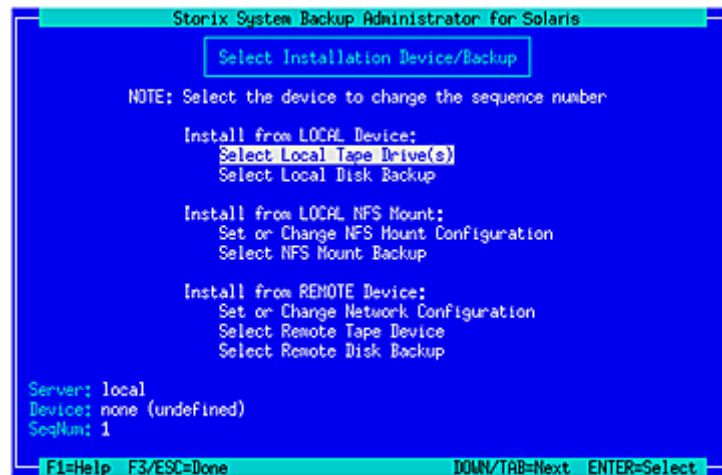 Storix System Backup Administrator for Solaris
Select Installation Device/Backup
NOTE: Select the device to change the sequence number
Install from LOCAL Device:
Select Local Tape Drive(s)
Select Local Disk Backup
Install from LOCAL NFS Mount:
Set or Change NFS Mount Configuration
Select NFS Mount Backup
Install from REMOTE Device:
Set or Change Network Configuration
Select Remote Tape Device
Select Remote Disk Backup
Server: local
Device: none (undefined)
SeqNum: 1
F1=Help F3/ESC=Done DOWN/TAB=Next ENTER=Select